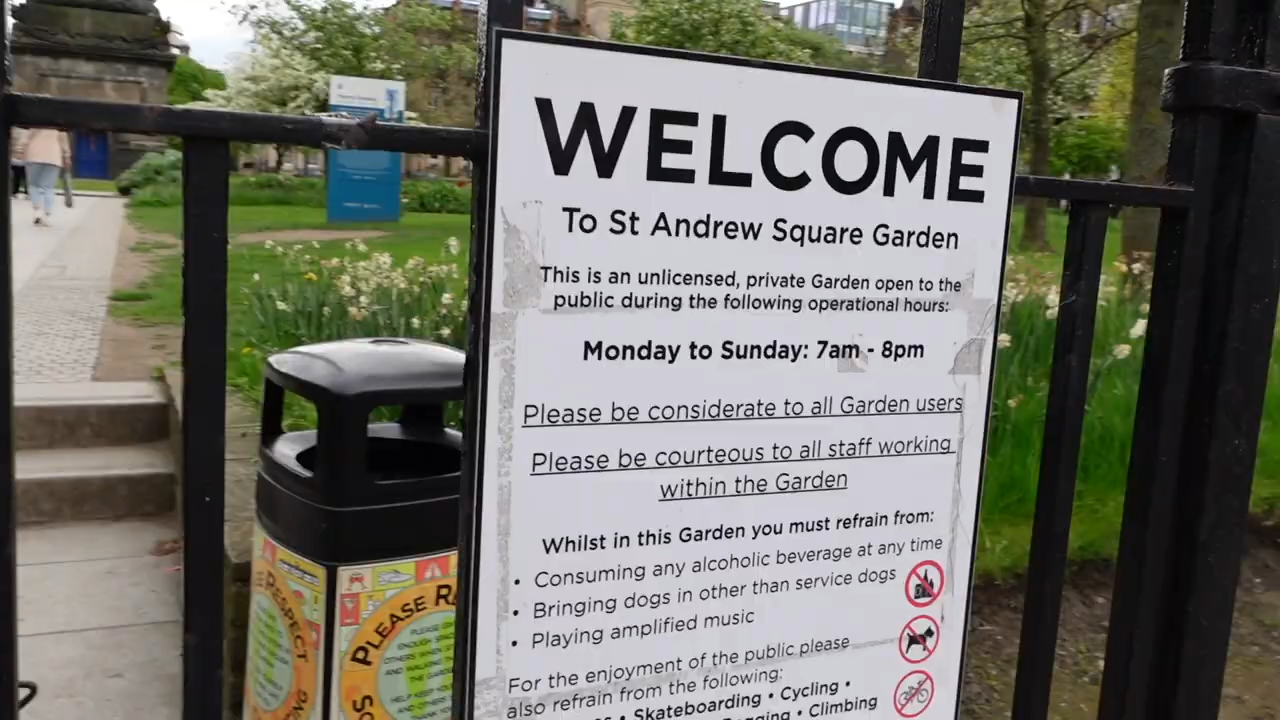 WELCOME
To St Andrew Square Garden
This is an unlicensed, private Garden open to the
public during the following operational hours:
Monday to Sunday: 7am - 8pm
Please be considerate to all Garden users
Please be courteous to all staff working
within the Garden
Whilst in this Garden you must refrain from:
• Consuming any alcoholic beverage at any time
• Bringing dogs in other than service dogs
• Playing amplified music
For the enjoyment of the public please
also refrain from the following:
• Skateboarding • Cycling •
• Climbing
RESPECT
PLEASE